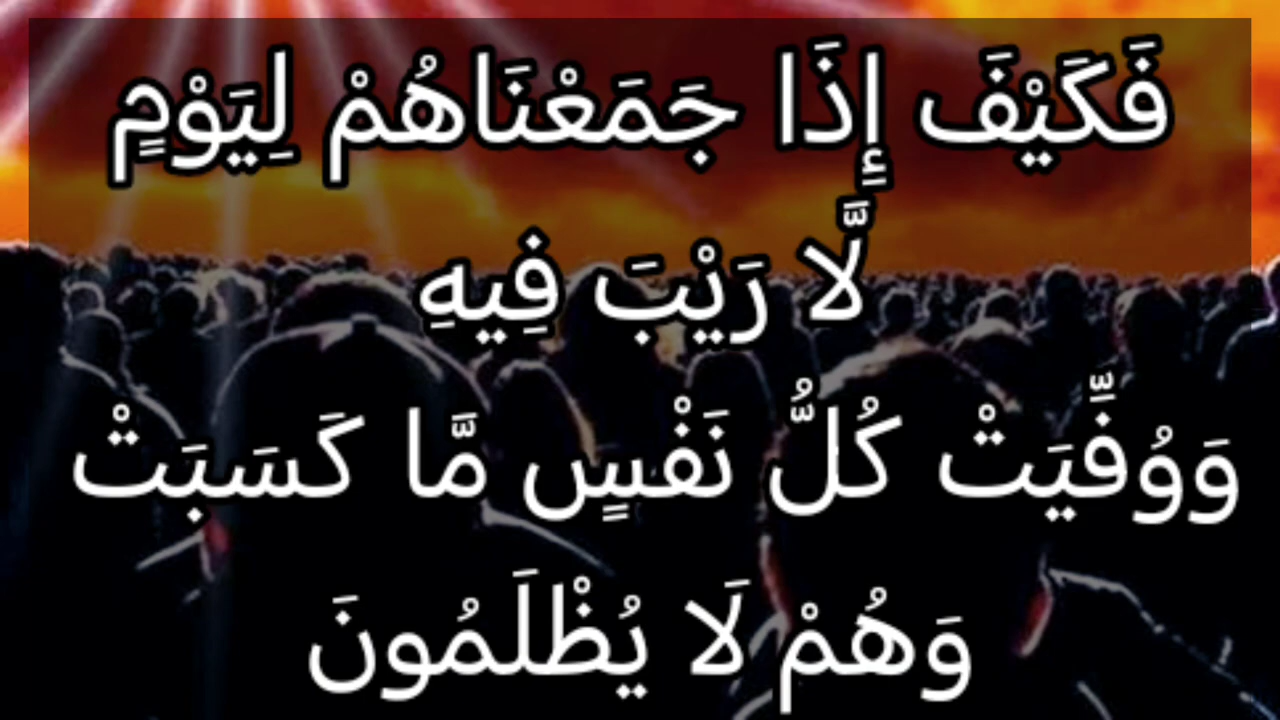 فَكَيْفَ إِذَا جَمَعْنَاهُمْ لِيَوْمٍ
لَّا رَيْبَ فِيهِ
وَوُفِّيَتْ كُلُّ نَفْسٍ مَّا كَسَبَتْ
وَهُمْ لَا يُظْلَمُونَ